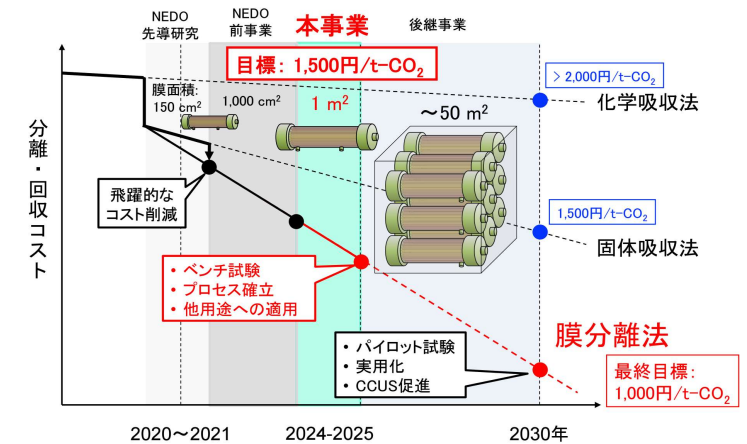 NEDO
先導研究
NEDO
前事業
本事業
後継事業
目標: 1,500円/t-CO₂
膜面積:
150 cm²
1,000 cm²
1 m²
～50 m²
> 2,000円/t-CO₂
化学吸収法
分離・回収コスト
飛躍的な
コスト削減
1,500円/t-CO₂
固体吸収法
・ ベンチ試験
・ プロセス確立
・ 他用途への適用
膜分離法
・ パイロット試験
・ 実用化
・ CCUS促進
最終目標:
1,000円/t-CO₂
2020～2021
2024-2025
2030年